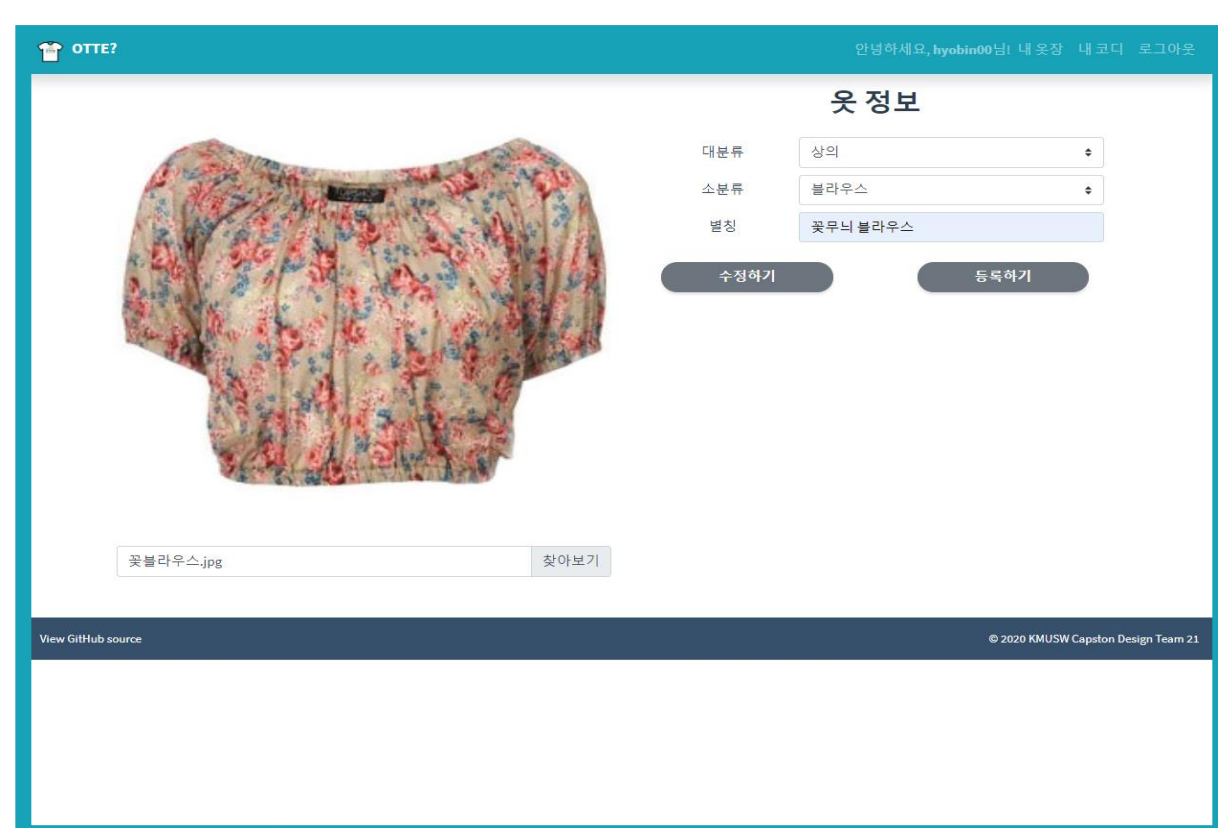 OTTE?
안녕하세요, hyobin00님! 내 옷장 내 코디 로그아웃
옷 정보
대분류 상의
소분류 블라우스
별칭 꽃무늬 블라우스
수정하기 등록하기
꽃블라우스.jpg 찾아보기
View GitHub source © 2020 KMUSW Capston Design Team 21